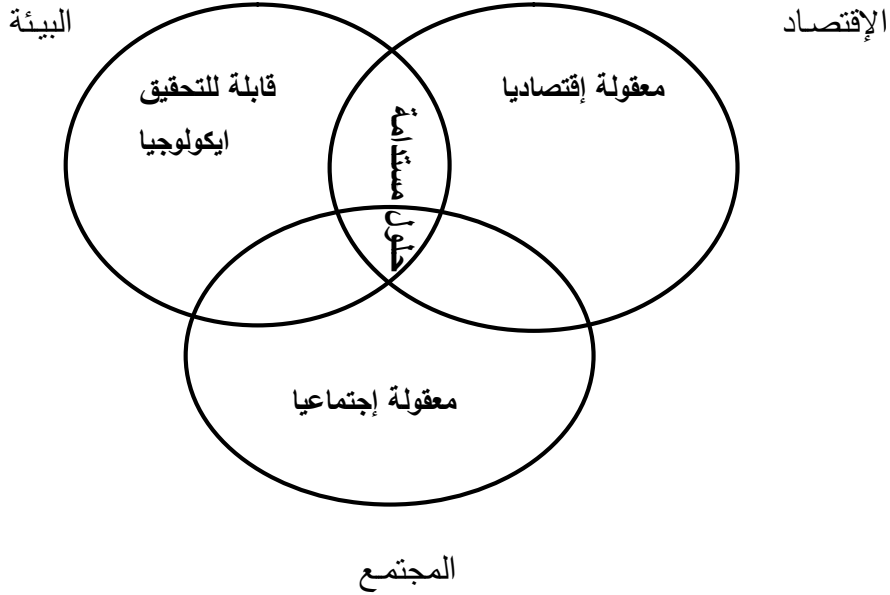 الإقتصاد
البيئة
معقولة إقتصاديا
قابلة للتحقيق
ايكولوجيا
حلول مستدامة
معقولة إجتماعيا
المجتمع